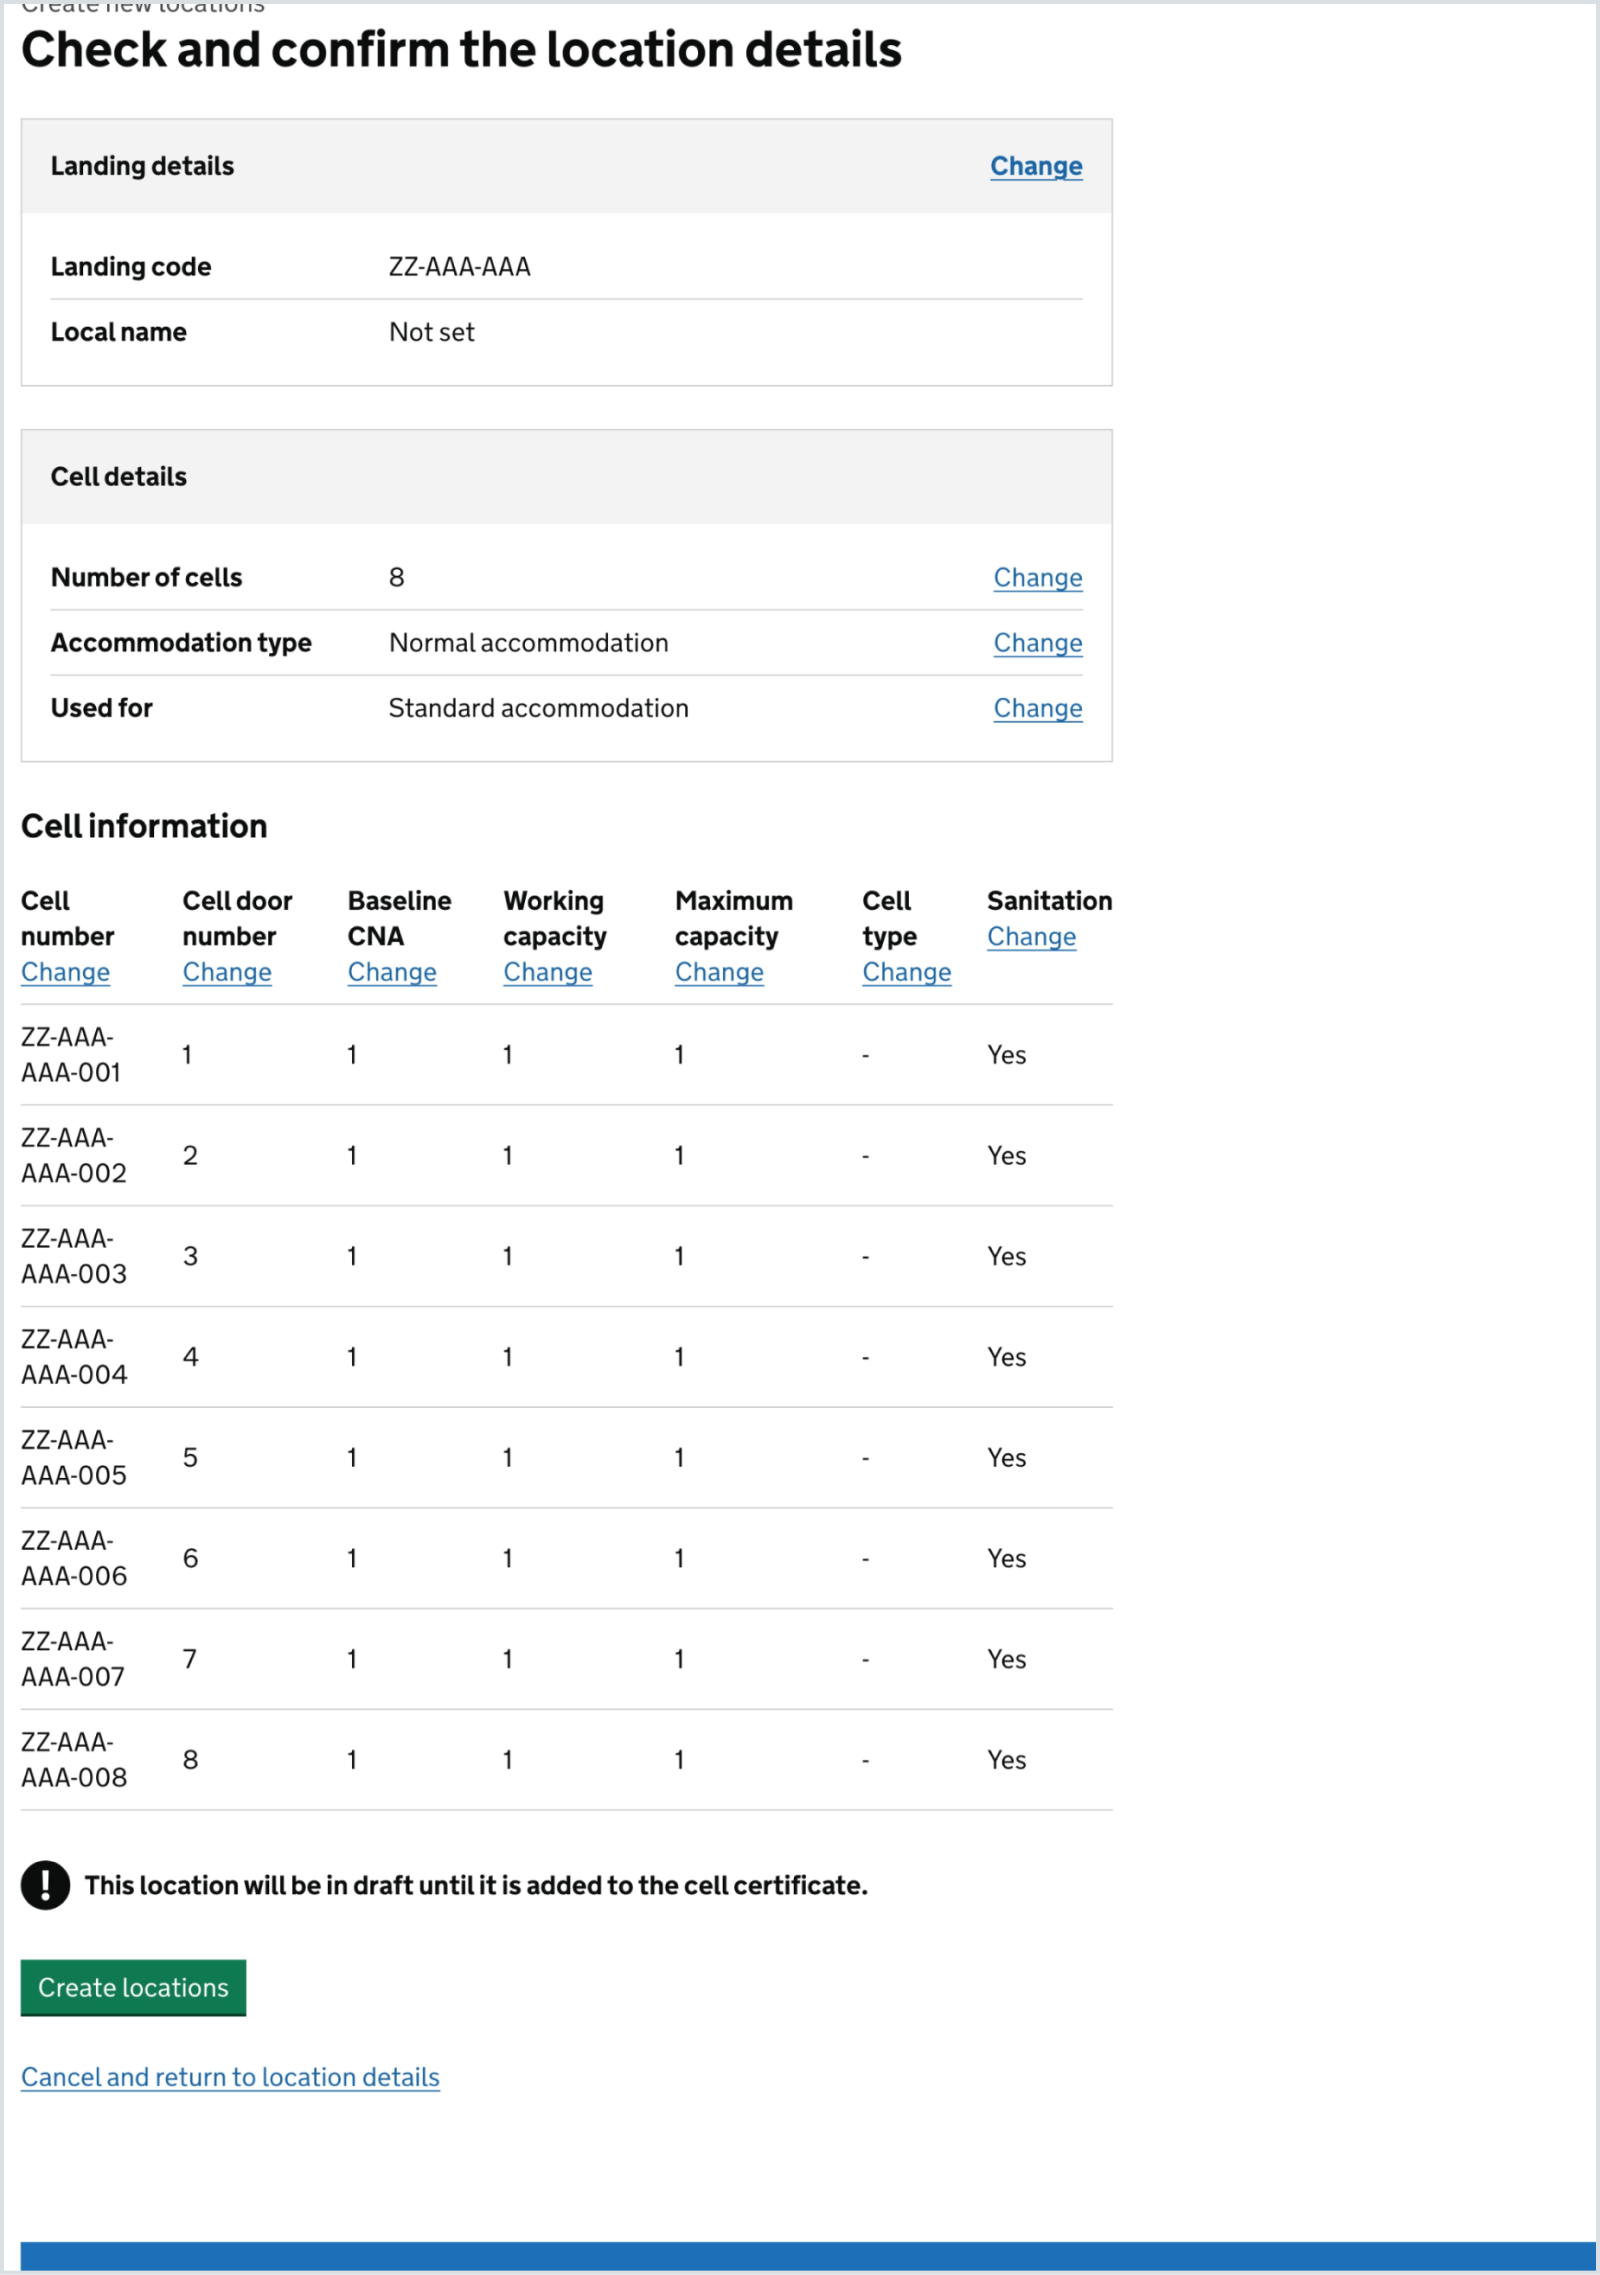 Create new locations
Check and confirm the location details
Landing details Change
Landing code ZZ-AAA-AAA
Local name Not set
Cell details
Number of cells 8 Change
Accommodation type Normal accommodation Change
Used for Standard accommodation Change
Cell information
Cell number Change Cell door number Change Baseline CNA Change Working capacity Change Maximum capacity Change Cell type Change Sanitation Change
ZZ-AAA-AAA-001 1 1 1 1 - Yes
ZZ-AAA-AAA-002 2 1 1 1 - Yes
ZZ-AAA-AAA-003 3 1 1 1 - Yes
ZZ-AAA-AAA-004 4 1 1 1 - Yes
ZZ-AAA-AAA-005 5 1 1 1 - Yes
ZZ-AAA-AAA-006 6 1 1 1 - Yes
ZZ-AAA-AAA-007 7 1 1 1 - Yes
ZZ-AAA-AAA-008 8 1 1 1 - Yes
! This location will be in draft until it is added to the cell certificate.
Create locations
Cancel and return to location details